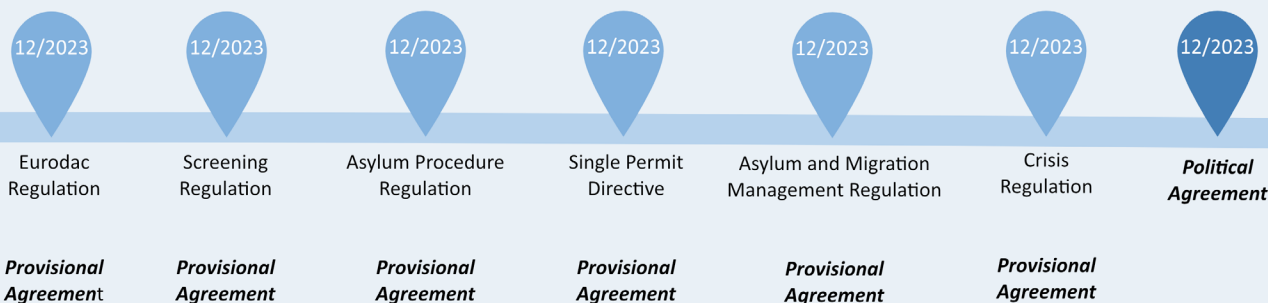 12/2023 12/2023 12/2023 12/2023 12/2023 12/2023 12/2023
Eurodac
Regulation
Screening
Regulation
Asylum Procedure
Regulation
Single Permit
Directive
Asylum and Migration
Management Regulation
Crisis
Regulation
Political
Agreement
Provisional
Agreement
Provisional
Agreement
Provisional
Agreement
Provisional
Agreement
Provisional
Agreement
Provisional
Agreement